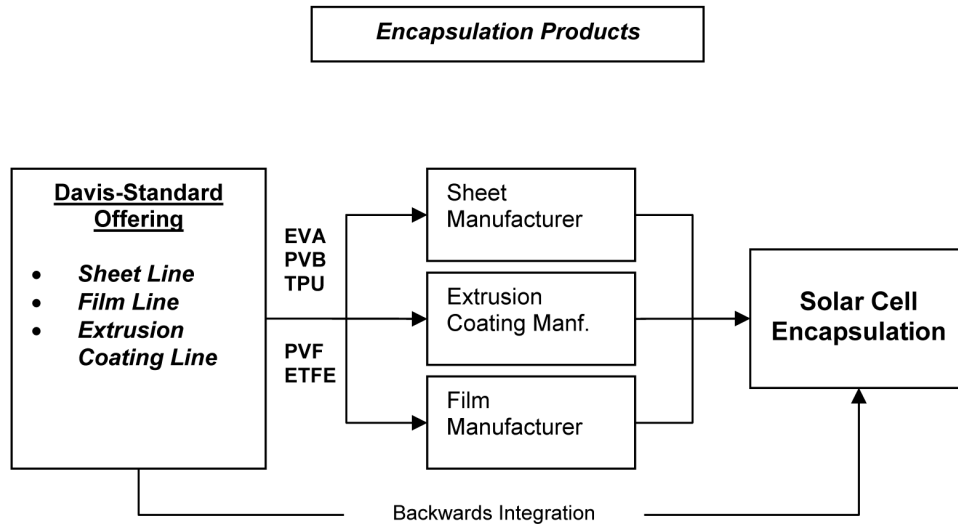 Encapsulation Products
Davis-Standard
Offering
• Sheet Line
• Film Line
• Extrusion
Coating Line
EVA
PVB
TPU
PVF
ETFE
Sheet
Manufacturer
Extrusion
Coating Manf.
Film
Manufacturer
Solar Cell
Encapsulation
Backwards Integration